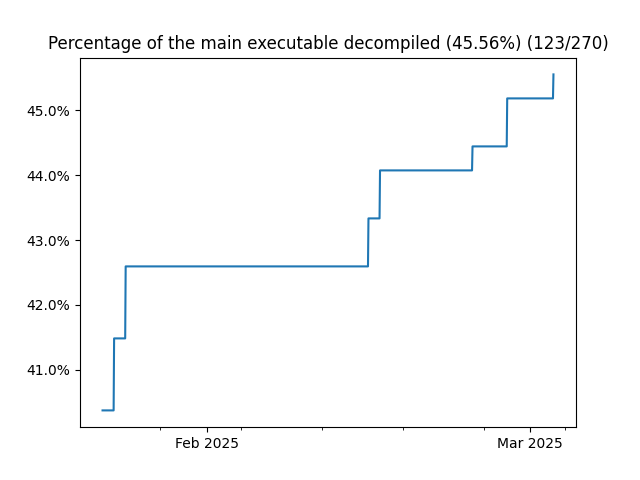 Percentage of the main executable decompiled (45.56%) (123/270)
45.0%
44.0%
43.0%
42.0%
41.0%
Feb 2025 Mar 2025